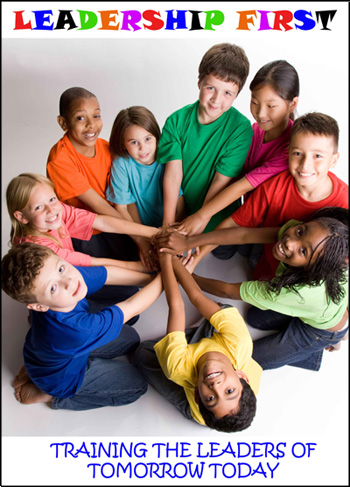 LEADERSHIP FIRST
TRAINING THE LEADERS OF
TOMORROW TODAY